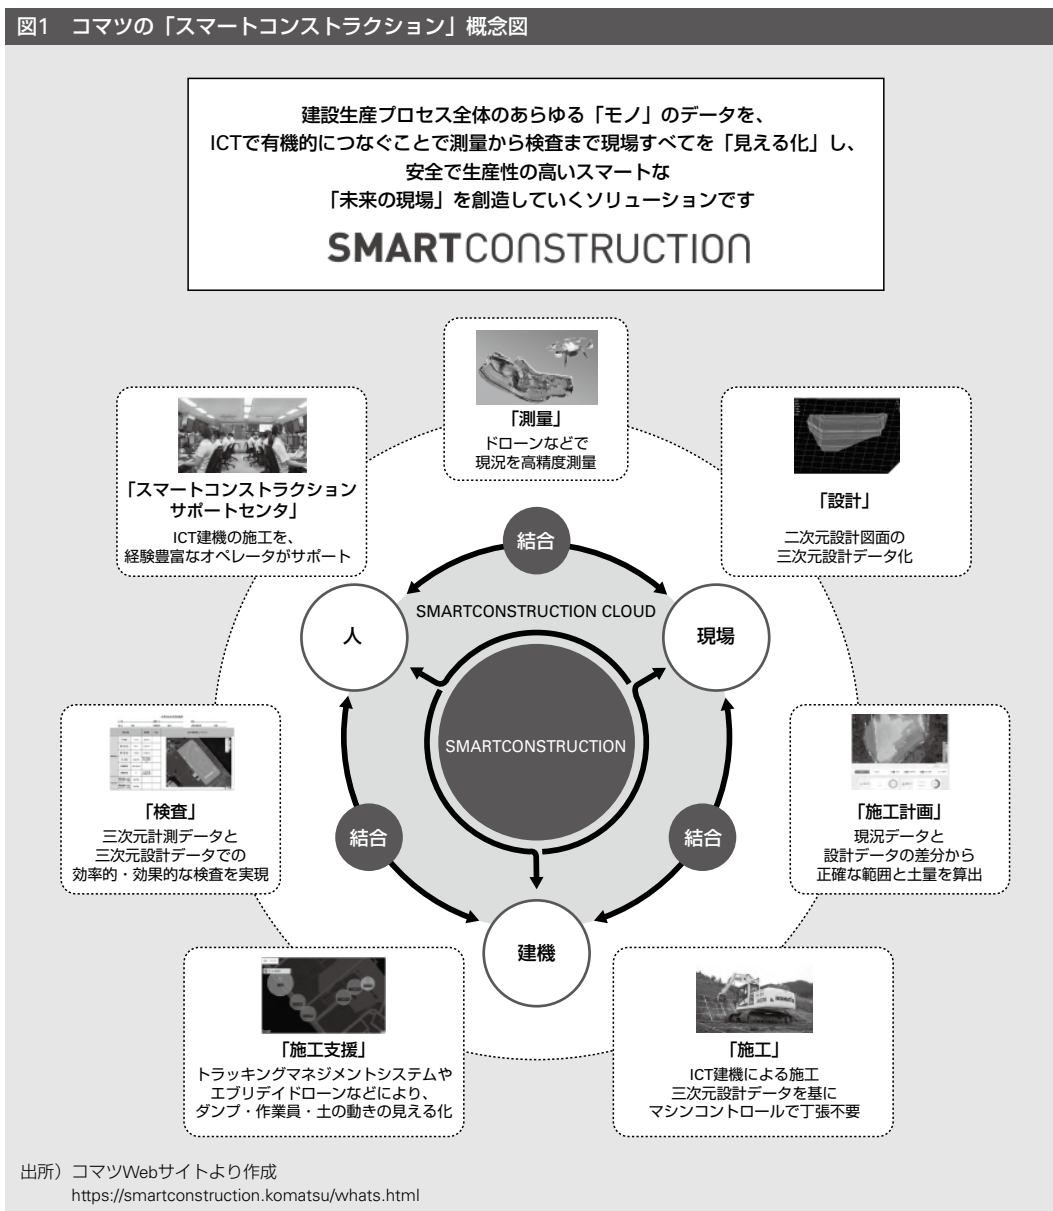 図1　コマツの「スマートコンストラクション」概念図
建設生産プロセス全体のあらゆる「モノ」のデータを、
ICTで有機的につなぐことで測量から検査まで現場すべてを「見える化」し、
安全で生産性の高いスマートな
「未来の現場」を創造していくソリューションです
SMARTCONSTRUCTION
「測量」
ドローンなどで
現況を高精度測量
「設計」
二次元設計図面の
三次元設計データ化
「施工計画」
現況データと
設計データの差分から
正確な範囲と土量を算出
「施工」
ICT建機による施工
三次元設計データを基に
マシンコントロールで丁張不要
「施工支援」
トラッキングマネジメントシステムや
エブリデイドローンなどにより、
ダンプ・作業員・土の動きの見える化
「検査」
三次元計測データと
三次元設計データでの
効率的・効果的な検査を実現
「スマートコンストラクション
サポートセンタ」
ICT建機の施工を、
経験豊富なオペレータがサポート
結合
SMARTCONSTRUCTION CLOUD
人
現場
SMARTCONSTRUCTION
結合
結合
建機
出所）コマツWebサイトより作成
https://smartconstruction.komatsu/whats.html